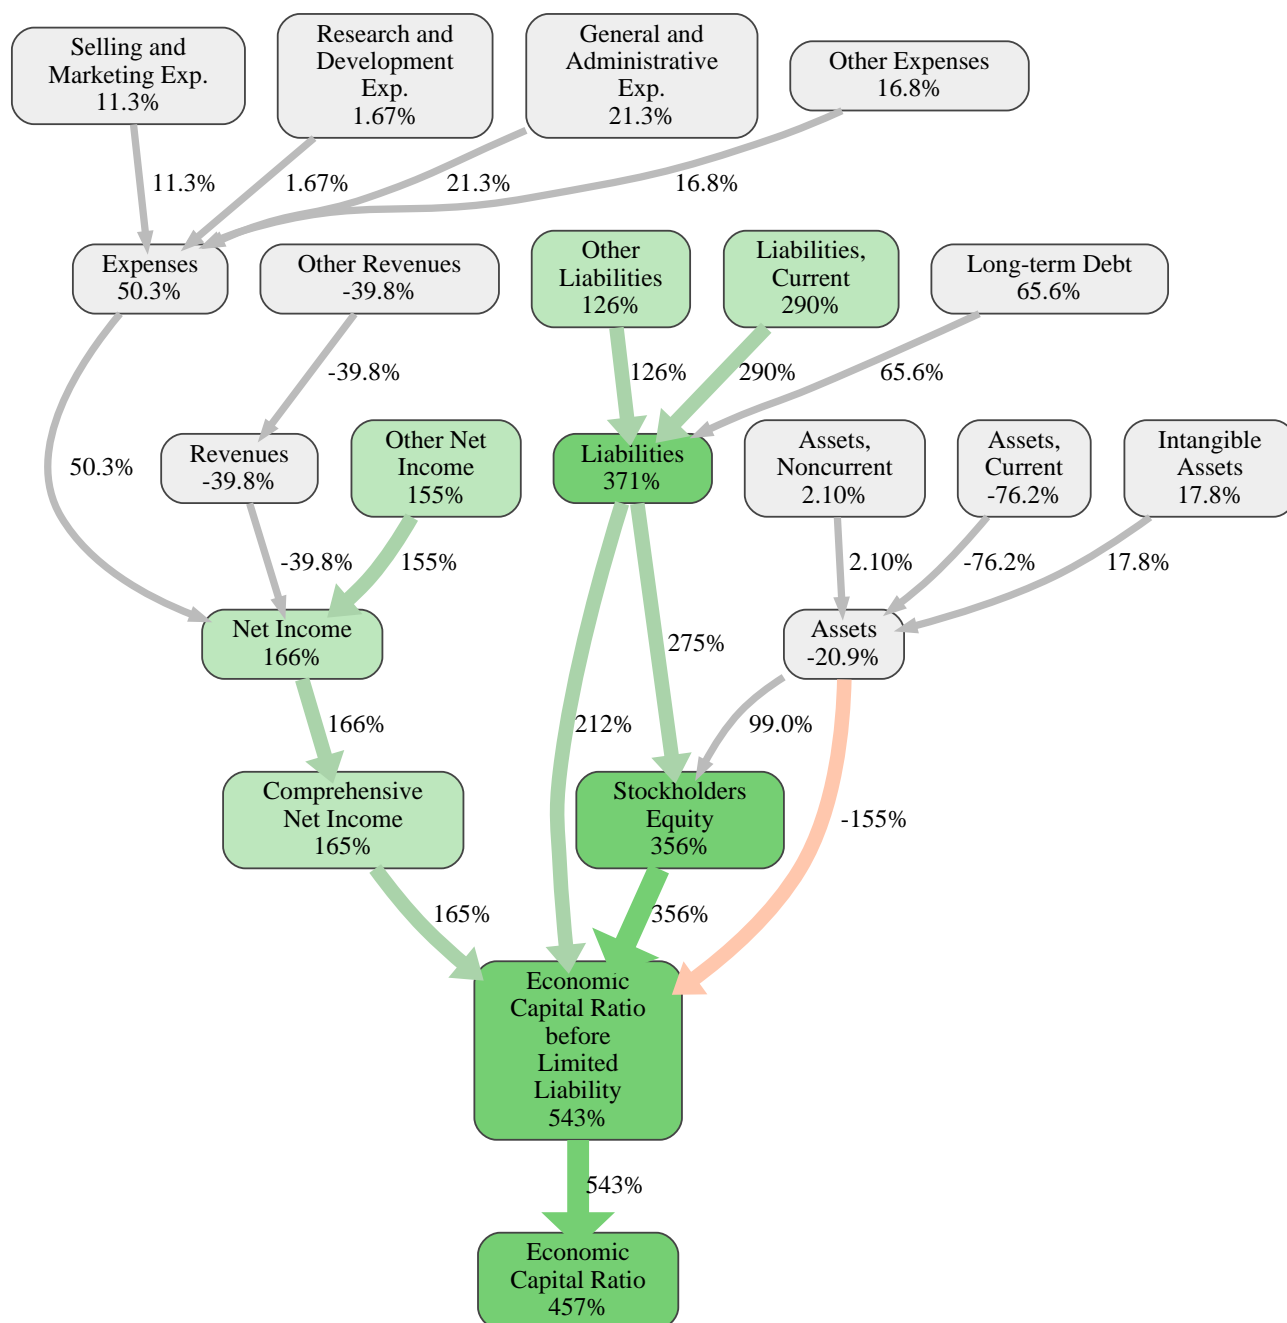 Selling and
Marketing Exp.
11.3%
Research and
Development
Exp.
1.67%
General and
Administrative
Exp.
21.3%
Other Expenses
16.8%
11.3%
1.67%
21.3%
16.8%
Expenses
50.3%
Other Revenues
-39.8%
Other
Liabilities
126%
Liabilities,
Current
290%
Long-term Debt
65.6%
-39.8%
126%
290%
65.6%
50.3%
Revenues
-39.8%
Other Net
Income
155%
Liabilities
371%
Assets,
Noncurrent
2.10%
Assets,
Current
-76.2%
Intangible
Assets
17.8%
-39.8%
155%
2.10%
-76.2%
17.8%
Net Income
166%
275%
Assets
-20.9%
166%
212%
99.0%
-155%
Comprehensive
Net Income
165%
Stockholders
Equity
356%
165%
356%
Economic
Capital Ratio
before
Limited
Liability
543%
543%
Economic
Capital Ratio
457%